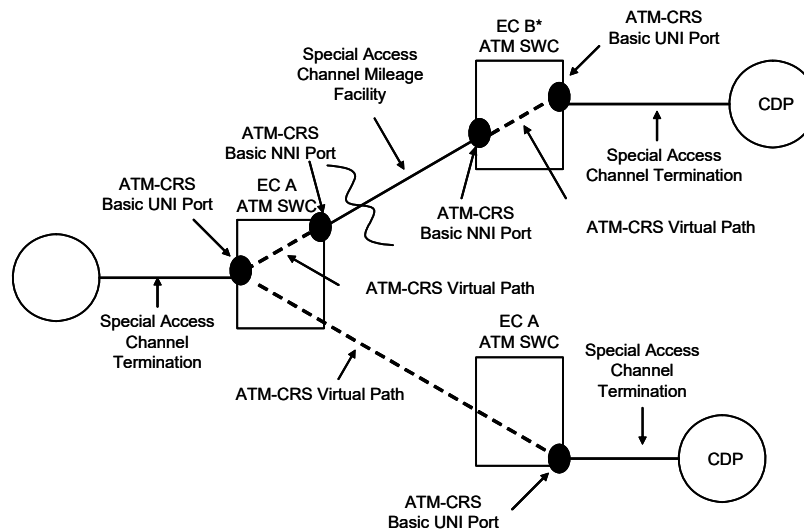 EC B*
ATM SWC
ATM-CRS
Basic UNI Port
Special Access
Channel Mileage
Facility
CDP
ATM-CRS
Basic NNI Port
Special Access
Channel Termination
ATM-CRS
Basic UNI Port
EC A
ATM SWC
ATM-CRS
Basic NNI Port
ATM-CRS Virtual Path
ATM-CRS Virtual Path
Special Access
Channel
Termination
EC A
ATM SWC
Special Access
Channel
Termination
ATM-CRS Virtual Path
CDP
ATM-CRS
Basic UNI Port